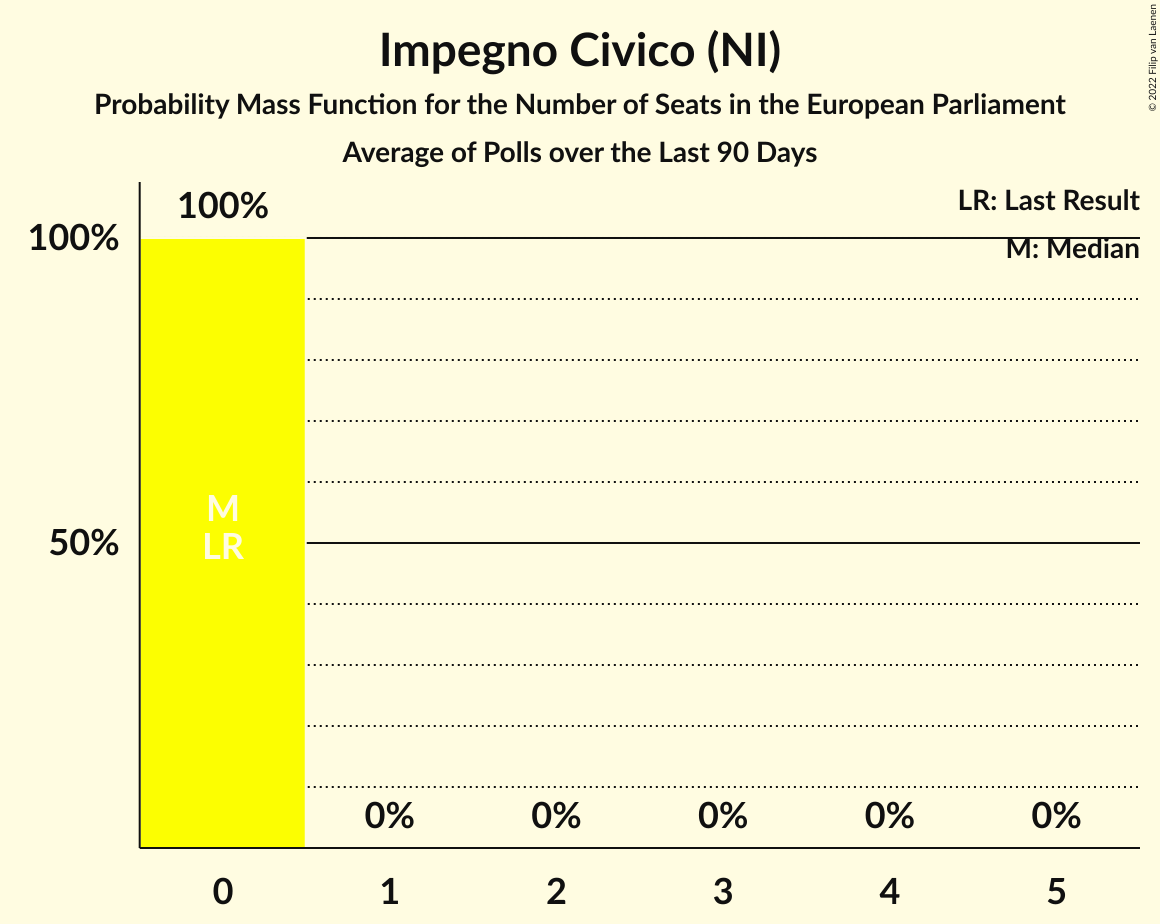 Impegno Civico (NI)
Probability Mass Function for the Number of Seats in the European Parliament
Average of Polls over the Last 90 Days
© 2022 Filip van Laenen
LR: Last Result
M: Median
100%
100%
50%
M
LR
0%
0%
0%
0%
0%
0
1
2
3
4
5